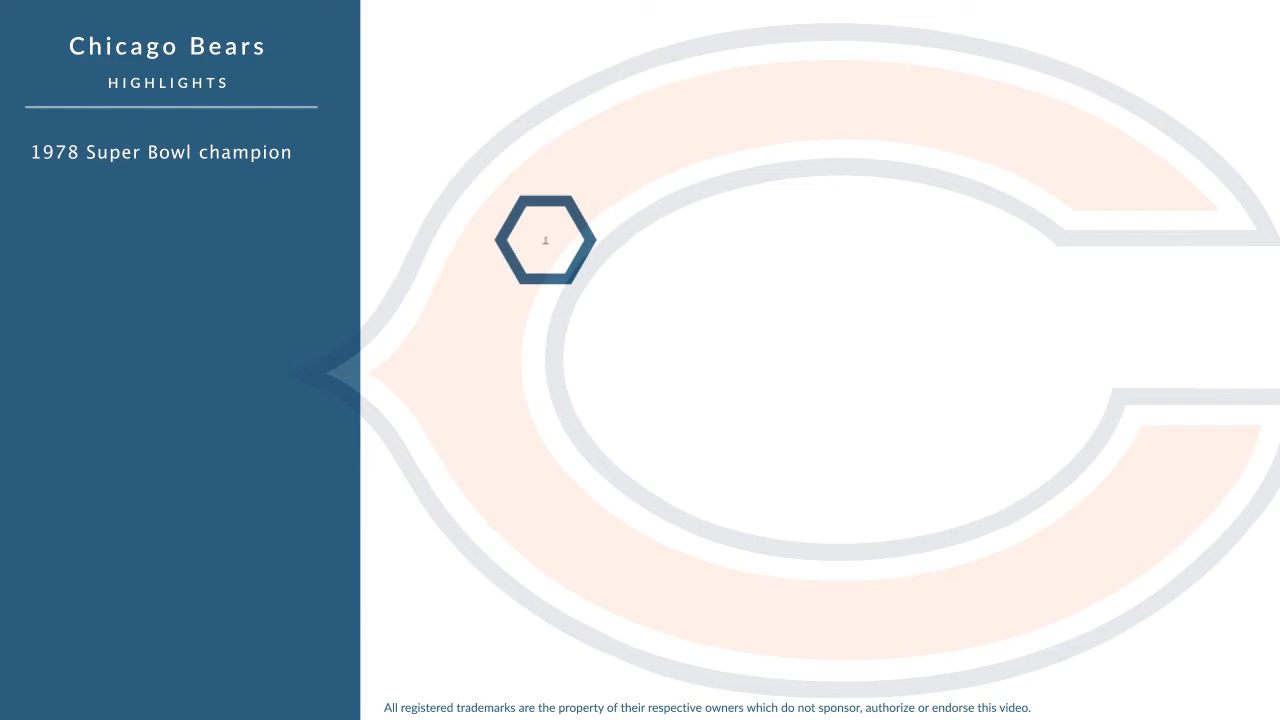 Chicago Bears
HIGHLIGHTS
1978 Super Bowl champion
1
All registered trademarks are the property of their respective owners which do not sponsor, authorize or endorse this video.